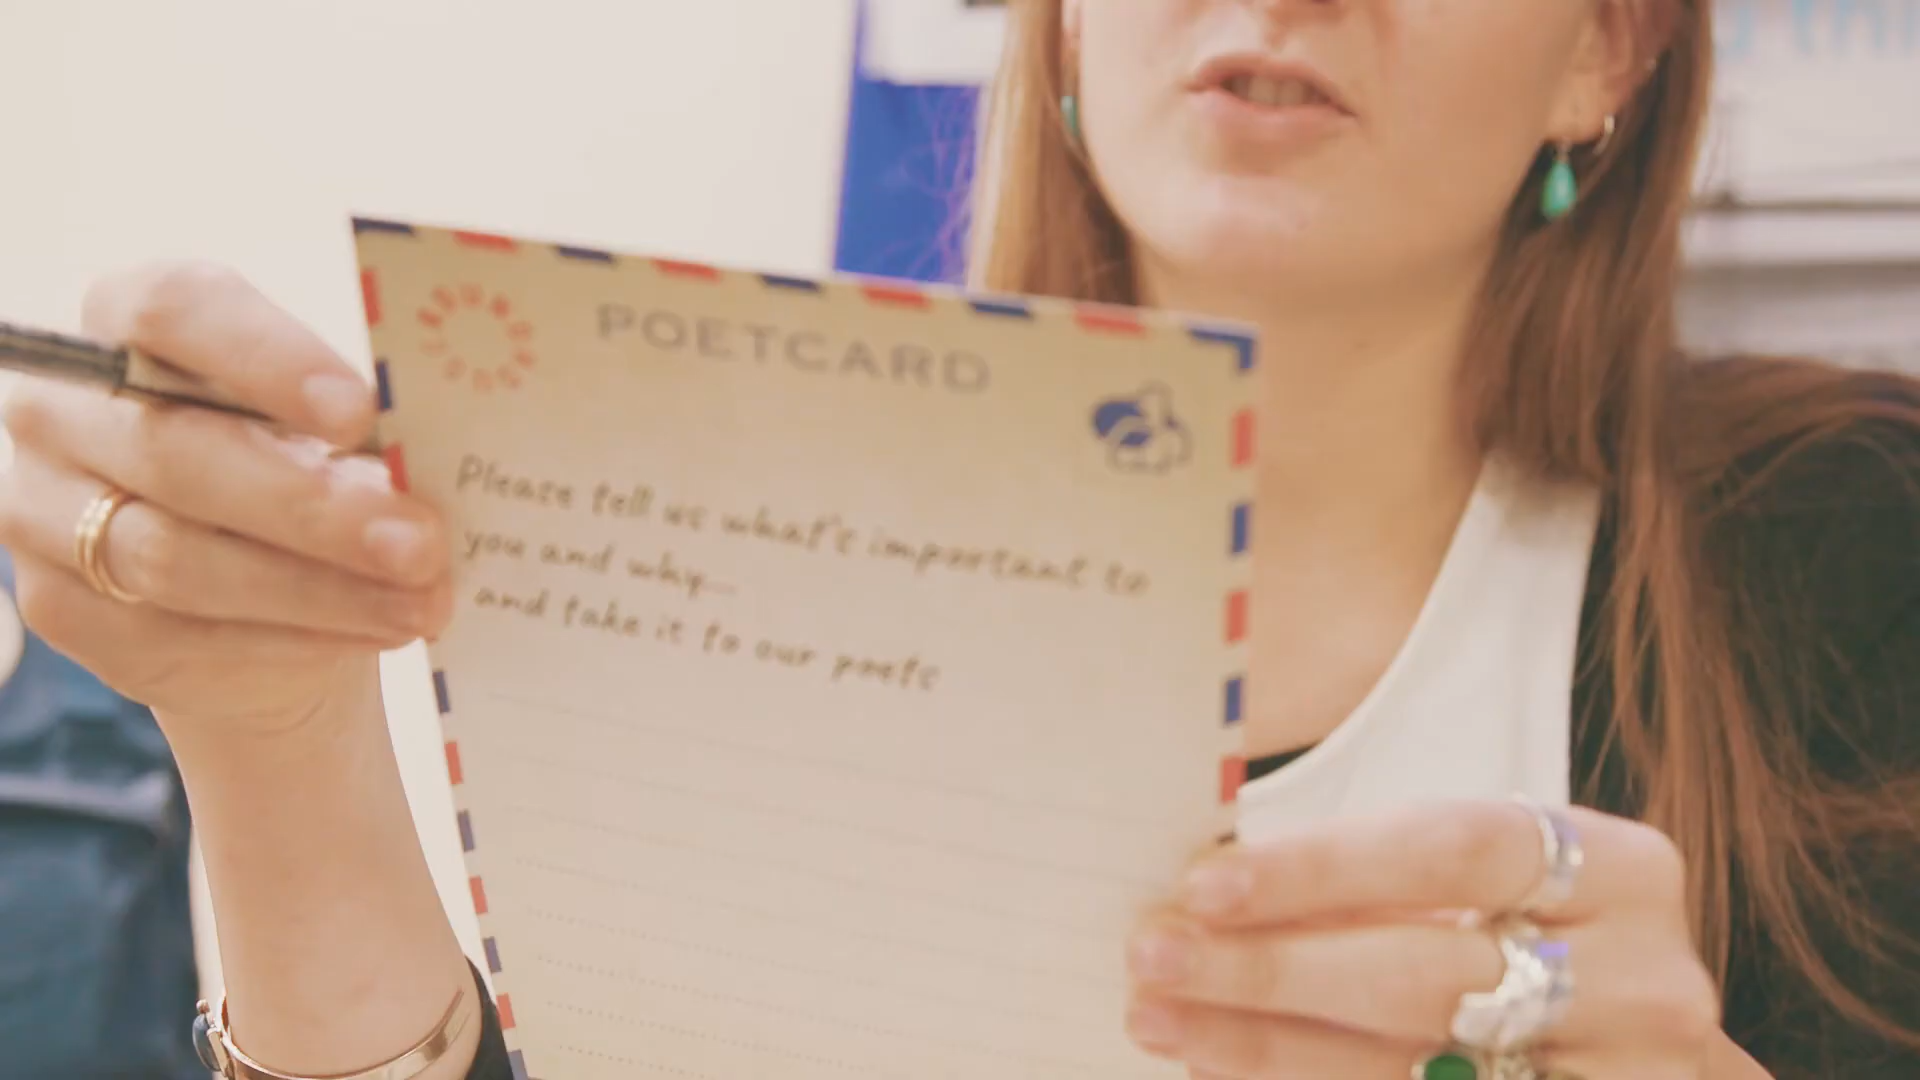 POETCARD
Please tell us what's important to
you and why...
and take it to our poets